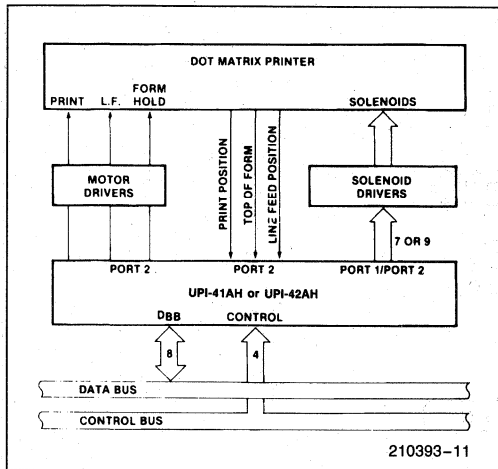 DOT MATRIX PRINTER
PRINT
L.F.
FORM
HOLD
SOLENOIDS
MOTOR
DRIVERS
PRINT POSITION
TOP OF FORM
LINE FEED POSITION
SOLENOID
DRIVERS
7 OR 9
PORT 2
PORT 2
PORT 1/PORT 2
UPI-41AH or UPI-42AH
DBB
CONTROL
8
4
DATA BUS
CONTROL BUS
210393–11